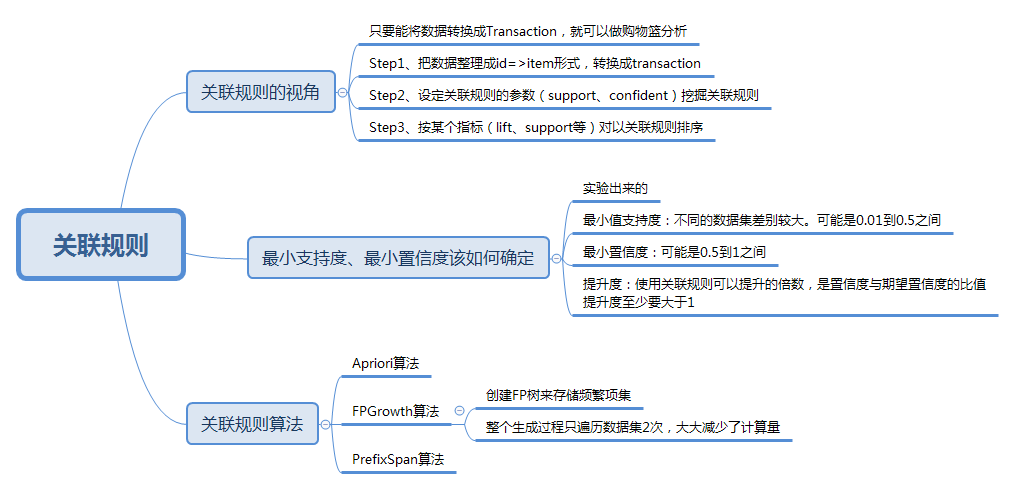 关联规则
关联规则的视角
只要能将数据转换成Transaction，就可以做购物篮分析
Step1、把数据整理成id=>item形式，转换成transaction
Step2、设定关联规则的参数（support、confident）挖掘关联规则
Step3、按某个指标（lift、support等）对以关联规则排序
最小支持度、最小置信度该如何确定
实验出来的
最小值支持度：不同的数据集差别较大。可能是0.01到0.5之间
最小置信度：可能是0.5到1之间
提升度：使用关联规则可以提升的倍数，是置信度与期望置信度的比值
提升度至少要大于1
关联规则算法
Apriori算法
FPGrowth算法
创建FP树来存储频繁项集
整个生成过程只遍历数据集2次，大大减少了计算量
PrefixSpan算法